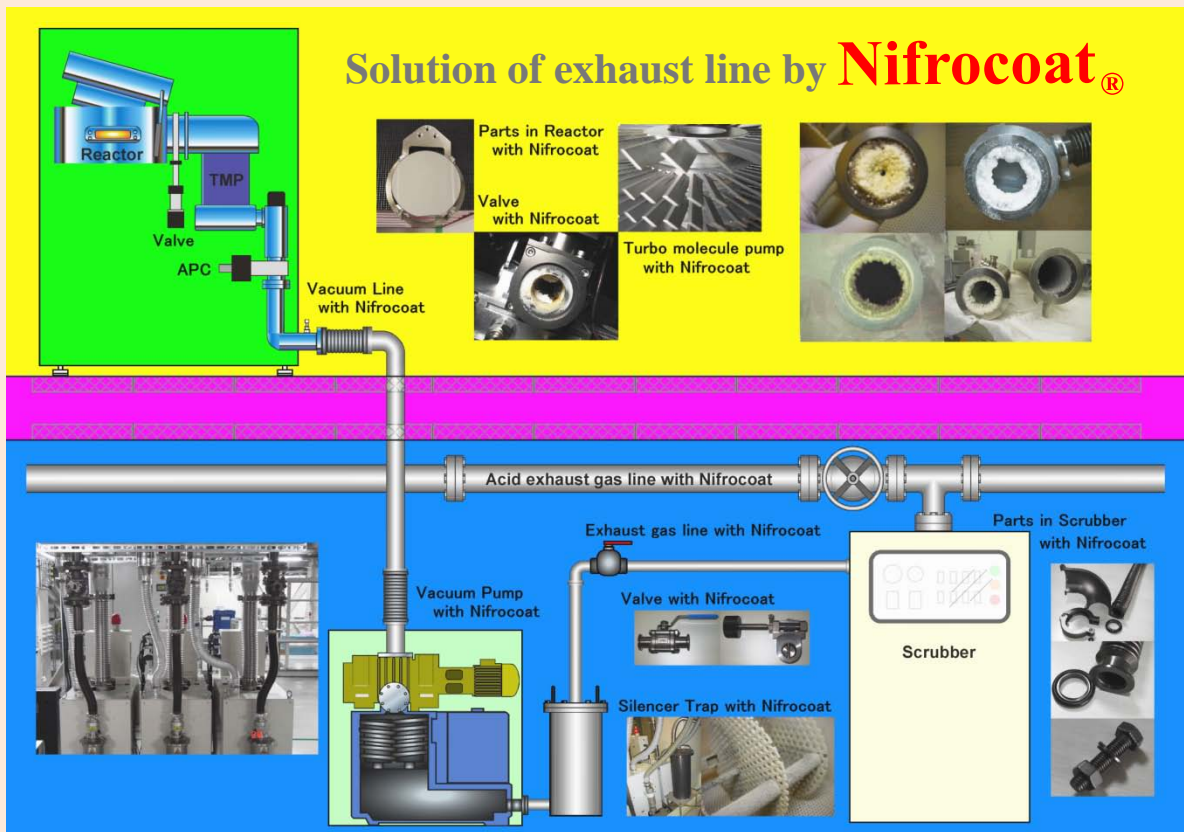 Solution of exhaust line by Nifrocoat®
Reactor
TMP
Valve
APC
Vacuum Line
with Nifrocoat
Parts in Reactor
with Nifrocoat
Valve
with Nifrocoat
Turbo molecule pump
with Nifrocoat
Acid exhaust gas line with Nifrocoat
Exhaust gas line with Nifrocoat
Parts in Scrubber
with Nifrocoat
Vacuum Pump
with Nifrocoat
Valve with Nifrocoat
Scrubber
Silencer Trap with Nifrocoat